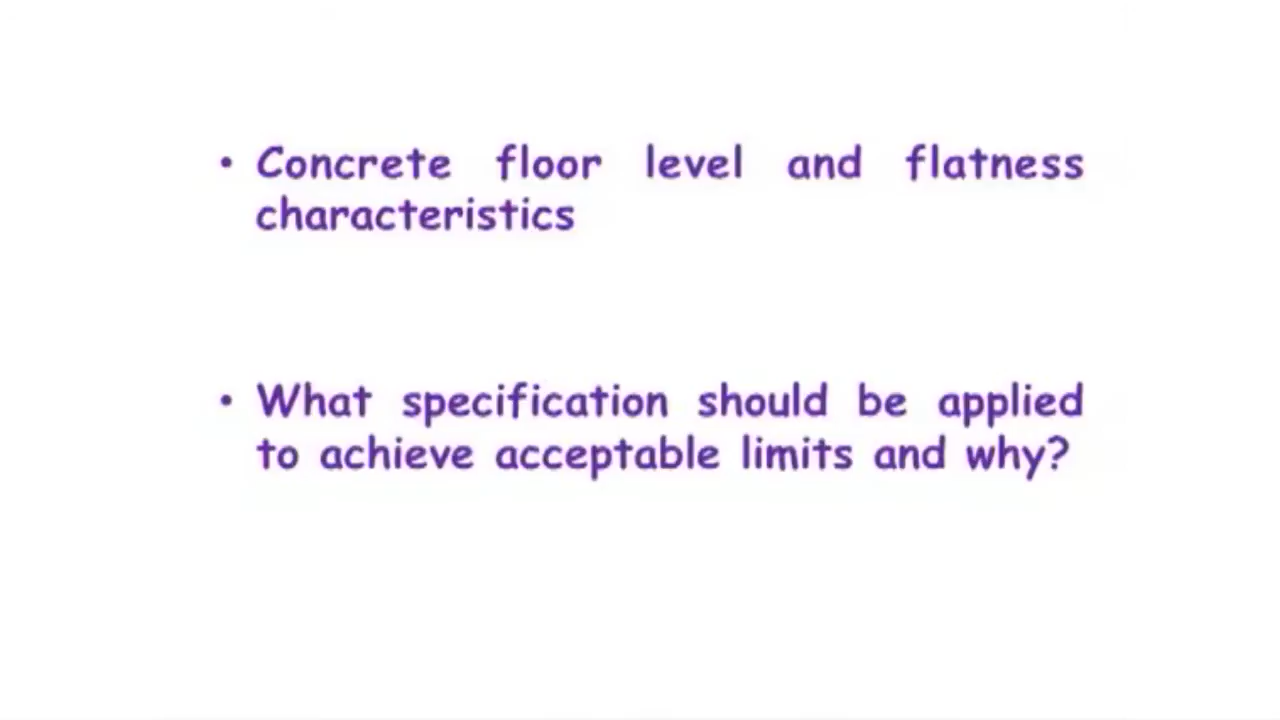 • Concrete floor level and flatness
characteristics
• What specification should be applied
to achieve acceptable limits and why?